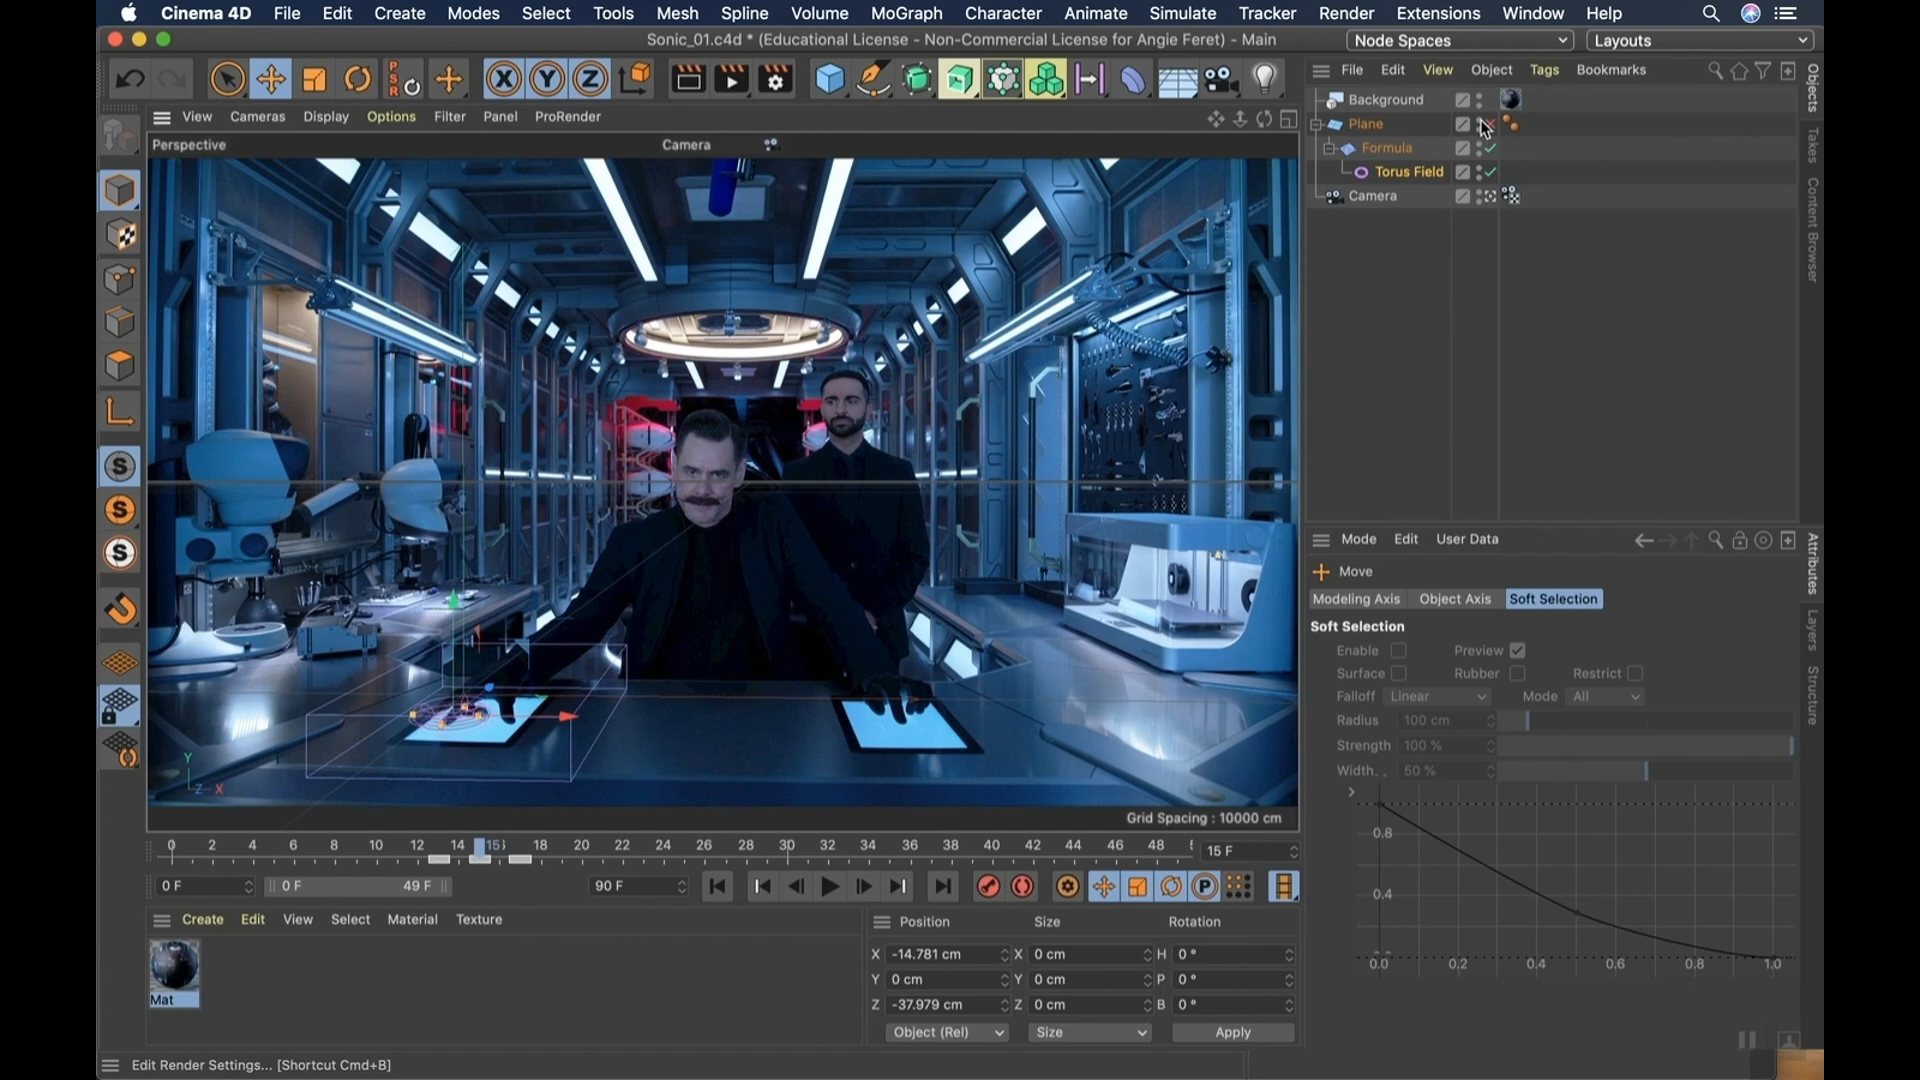 Cinema 4D File Edit Create Modes Select Tools Mesh Spline Volume MoGraph Character Animate Simulate Tracker Render Extensions Window Help
Sonic_01.c4d * (Educational License - Non-Commercial License for Angie Feret) - Main
Node Spaces Layouts
PSR X Y Z
File Edit View Object Tags Bookmarks
View Cameras Display Options Filter Panel ProRender
Perspective Camera
Background
Plane
Formula
Torus Field
Camera
Objects
Takes
Content Browser
S
S
S
Y
Z X
Grid Spacing : 10000 cm
Mode Edit User Data
Move
Modeling Axis Object Axis Soft Selection
Soft Selection
Enable Preview
Surface Rubber Restrict
Falloff Linear Mode All
Radius 100 cm
Strength 100 %
Width. . 50 %
0.8
0.4
0.0 0.2 0.4 0.6 0.8 1.0
Attributes
Layers
Structure
0 2 4 6 8 10 12 14 15 18 20 22 24 26 28 30 32 34 36 38 40 42 44 46 48
15 F
0 F 0 F 49 F 90 F P
Create Edit View Select Material Texture
Mat
Position Size Rotation
X -14.781 cm X 0 cm H 0 °
Y 0 cm Y 0 cm P 0 °
Z -37.979 cm Z 0 cm B 0 °
Object (Rel) Size Apply
Edit Render Settings... [Shortcut Cmd+B]